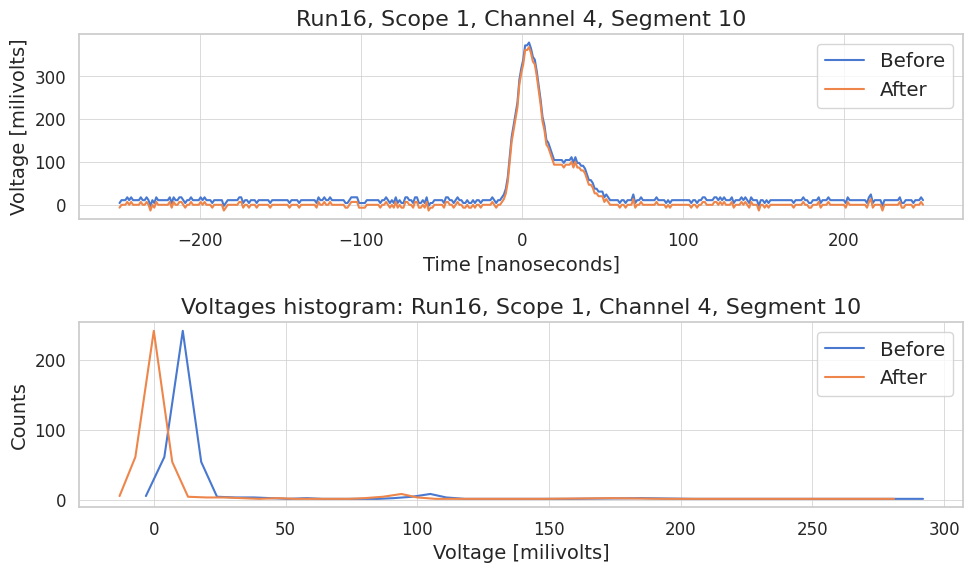 Run16, Scope 1, Channel 4, Segment 10
Voltage [milivolts]
300
200
100
0
Before
After
−200
−100
0
100
200
Time [nanoseconds]
Voltages histogram: Run16, Scope 1, Channel 4, Segment 10
Counts
200
100
0
Before
After
0
50
100
150
200
250
300
Voltage [milivolts]